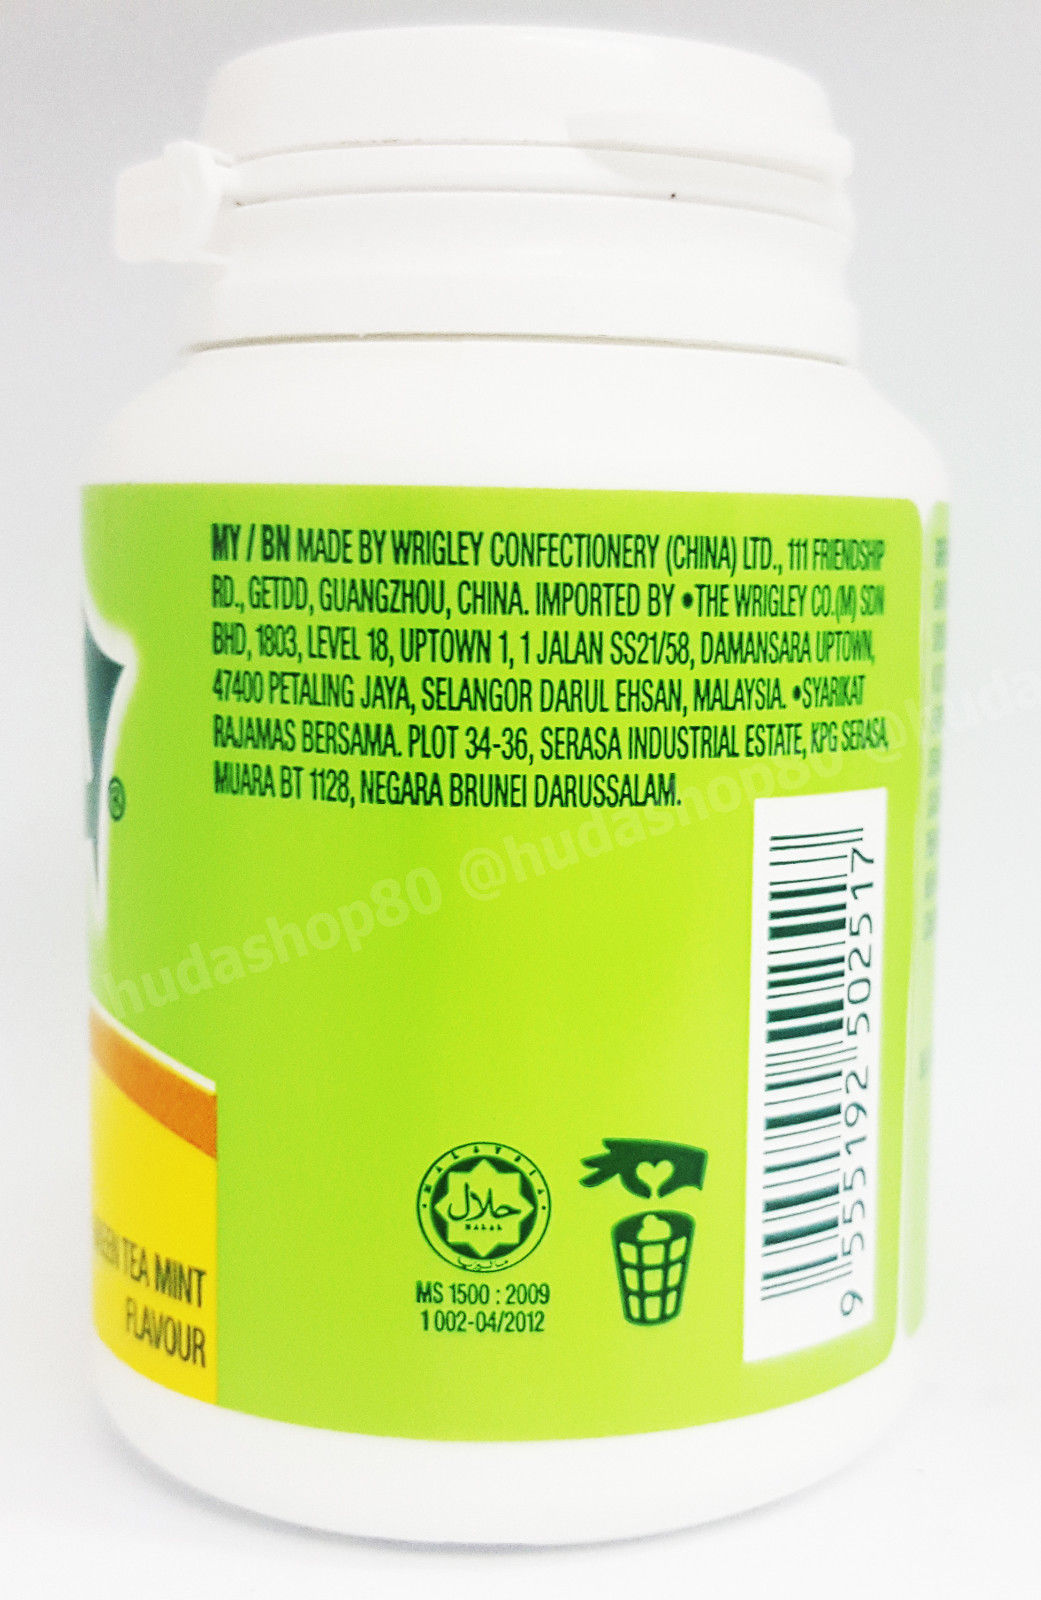 MY / BN MADE BY WRIGLEY CONFECTIONERY (CHINA) LTD., 111 FRIENDSHIP
RD., GETDD, GUANGZHOU, CHINA. IMPORTED BY •THE WRIGLEY CO.(M) SDN
BHD, 1803, LEVEL 18, UPTOWN 1, 1 JALAN SS21/58, DAMANSARA UPTOWN,
47400 PETALING JAYA, SELANGOR DARUL EHSAN, MALAYSIA. •SYARIKAT
RAJAMAS BERSAMA. PLOT 34-36, SERASA INDUSTRIAL ESTATE, KPG SERASA,
MUARA BT 1128, NEGARA BRUNEI DARUSSALAM.
®
@hudashop80
hudashop80
9 555192 502517
MALAYSIA
حلال
HALAL
مليسيا
MS 1500 : 2009
1 002-04/2012
TEA MINT
FLAVOUR